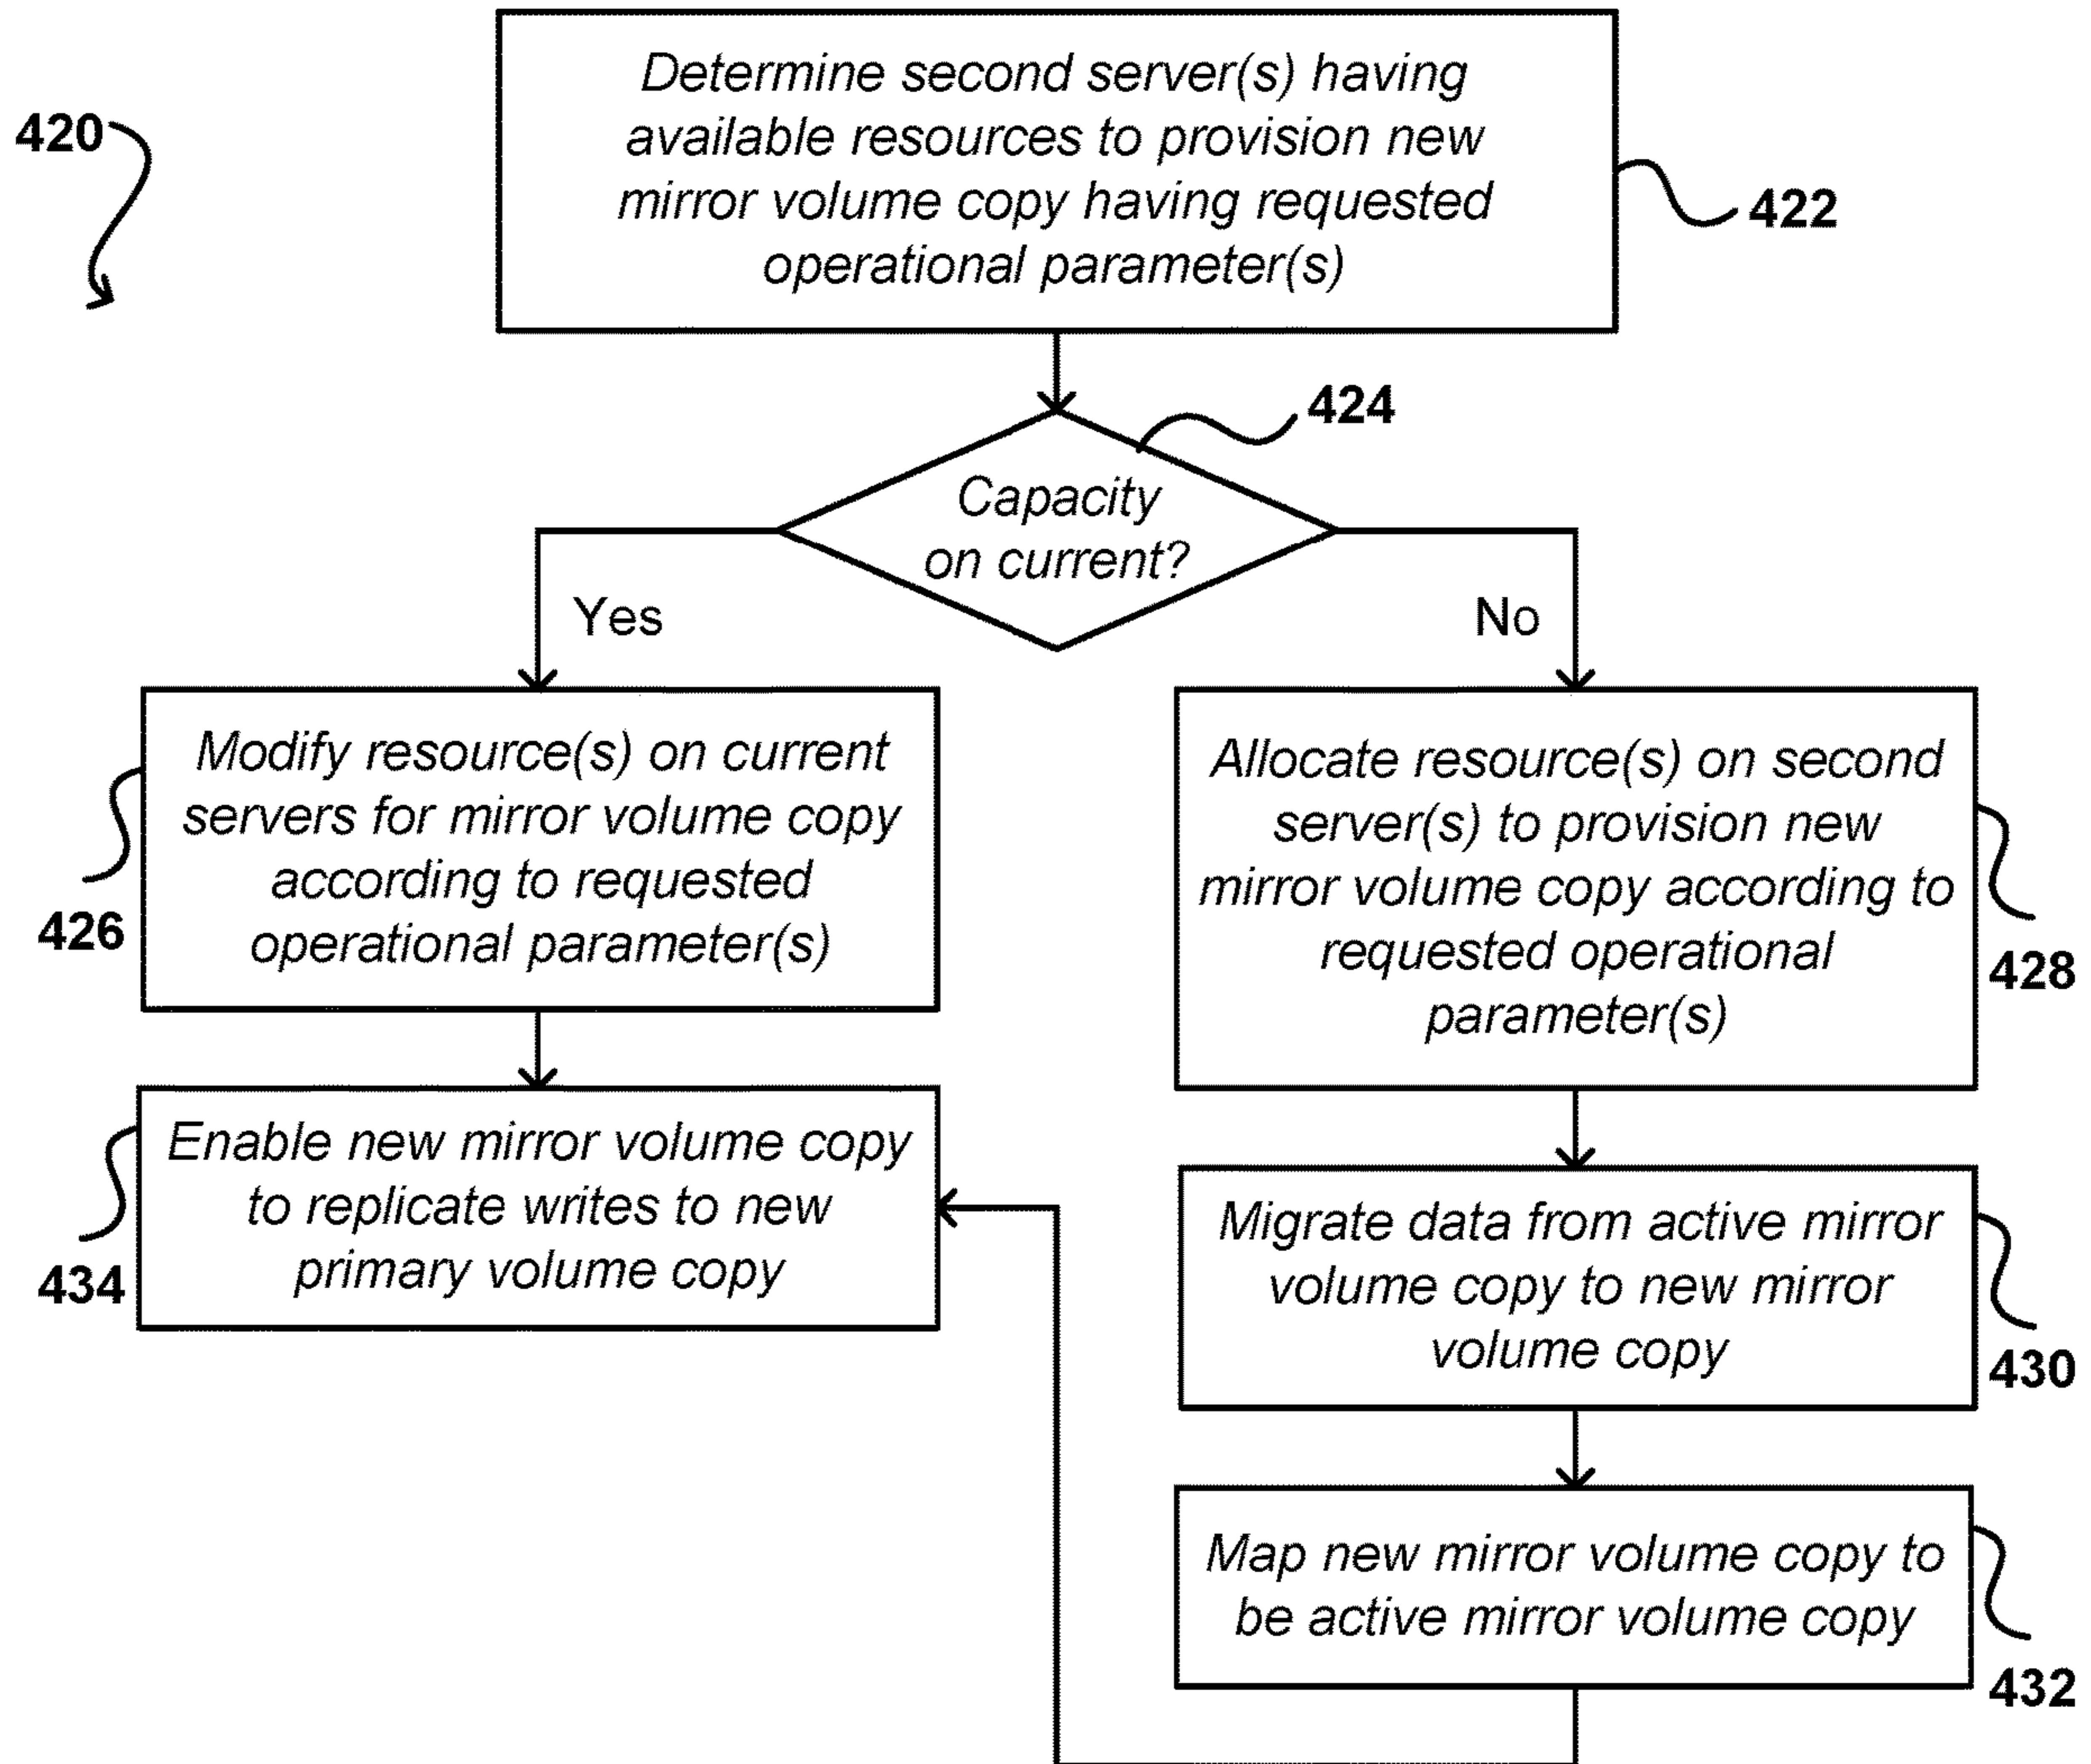 420
Determine second server(s) having
available resources to provision new
mirror volume copy having requested
operational parameter(s)
422
424
Capacity
on current?
Yes
No
Modify resource(s) on current
servers for mirror volume copy
according to requested
operational parameter(s)
426
Allocate resource(s) on second
server(s) to provision new
mirror volume copy according to
requested operational
parameter(s)
428
Enable new mirror volume copy
to replicate writes to new
primary volume copy
434
Migrate data from active mirror
volume copy to new mirror
volume copy
430
Map new mirror volume copy to
be active mirror volume copy
432